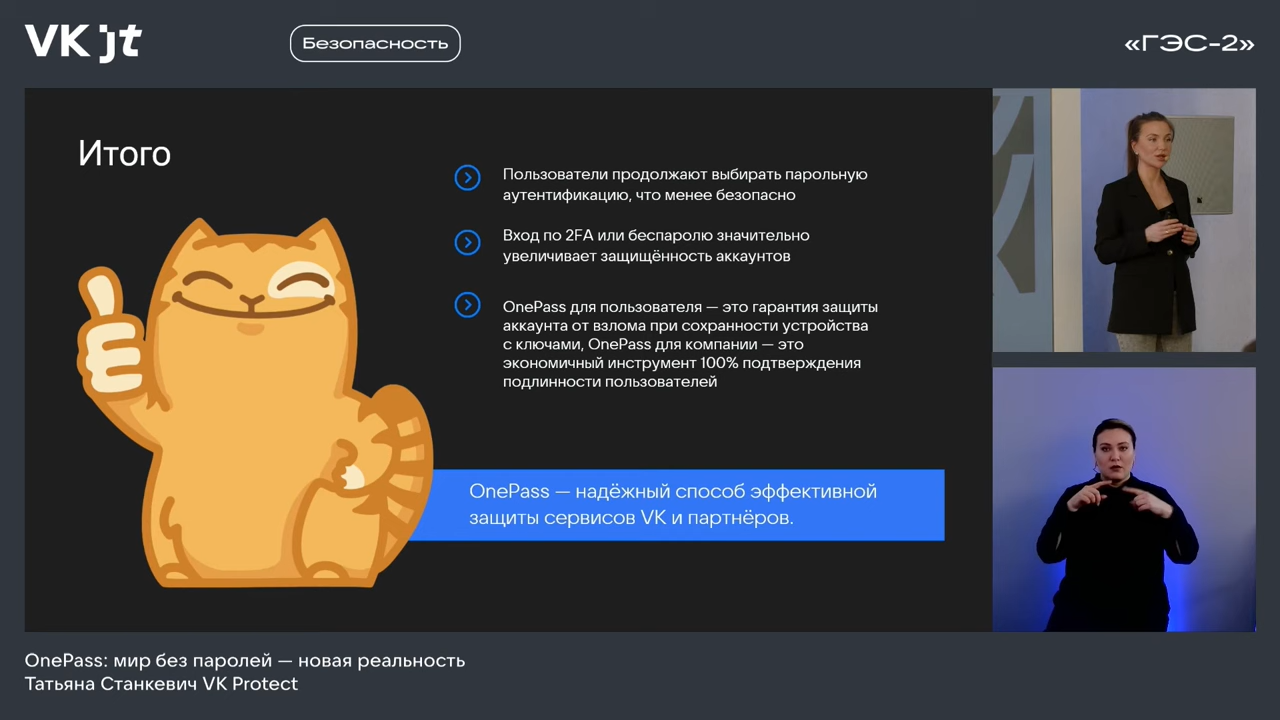 VK jt
Безопасность
«ГЭС-2»
Итого
Пользователи продолжают выбирать парольную
аутентификацию, что менее безопасно
Вход по 2FA или беспаролю значительно
увеличивает защищённость аккаунтов
OnePass для пользователя — это гарантия защиты
аккаунта от взлома при сохранности устройства
с ключами, OnePass для компании — это
экономичный инструмент 100% подтверждения
подлинности пользователей
OnePass — надёжный способ эффективной
защиты сервисов VK и партнёров.
OnePass: мир без паролей — новая реальность
Татьяна Станкевич VK Protect